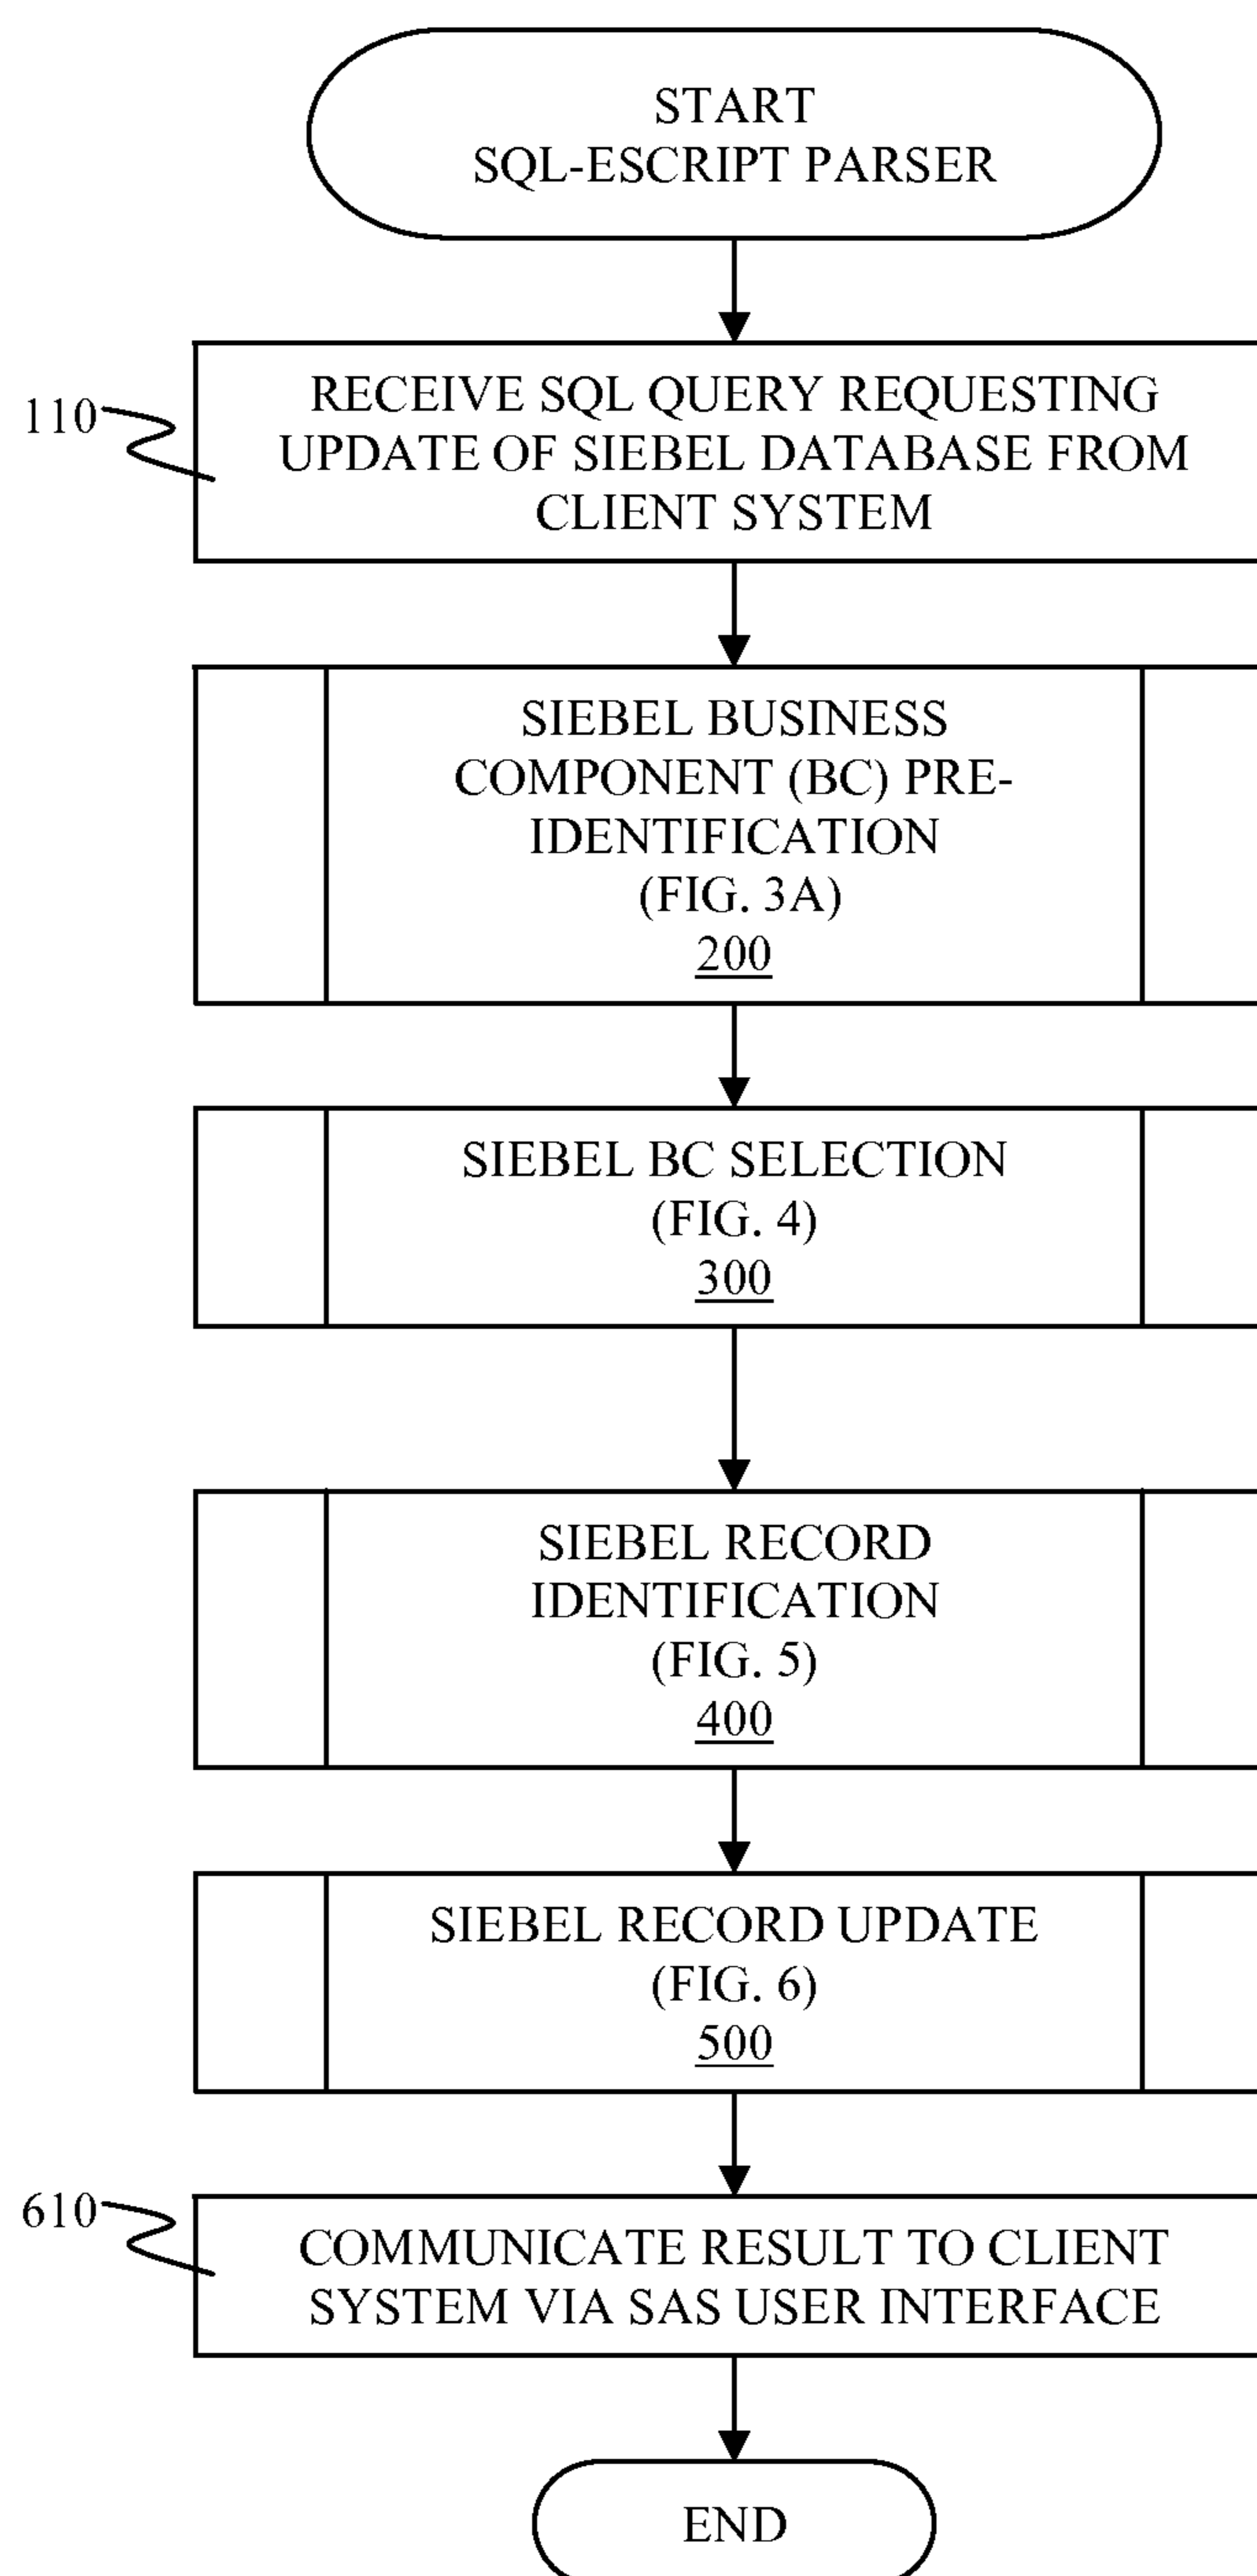 START
SQL-ESCRIPT PARSER
110
RECEIVE SQL QUERY REQUESTING
UPDATE OF SIEBEL DATABASE FROM
CLIENT SYSTEM
SIEBEL BUSINESS
COMPONENT (BC) PRE-
IDENTIFICATION
(FIG. 3A)
200
SIEBEL BC SELECTION
(FIG. 4)
300
SIEBEL RECORD
IDENTIFICATION
(FIG. 5)
400
SIEBEL RECORD UPDATE
(FIG. 6)
500
610
COMMUNICATE RESULT TO CLIENT
SYSTEM VIA SAS USER INTERFACE
END